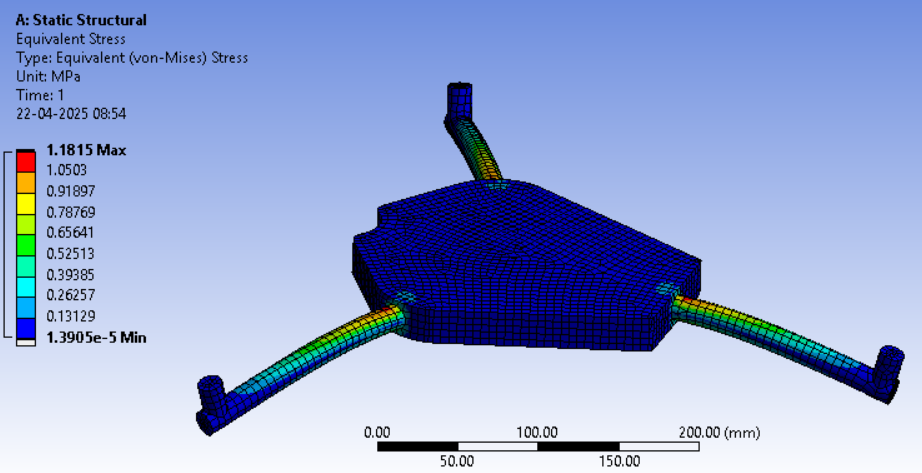 A: Static Structural
Equivalent Stress
Type: Equivalent (von-Mises) Stress
Unit: MPa
Time: 1
22-04-2025 08:54
1.1815 Max
1.0503
0.91897
0.78769
0.65641
0.52513
0.39385
0.26257
0.13129
1.3905e-5 Min
0.00 100.00 200.00 (mm)
50.00 150.00